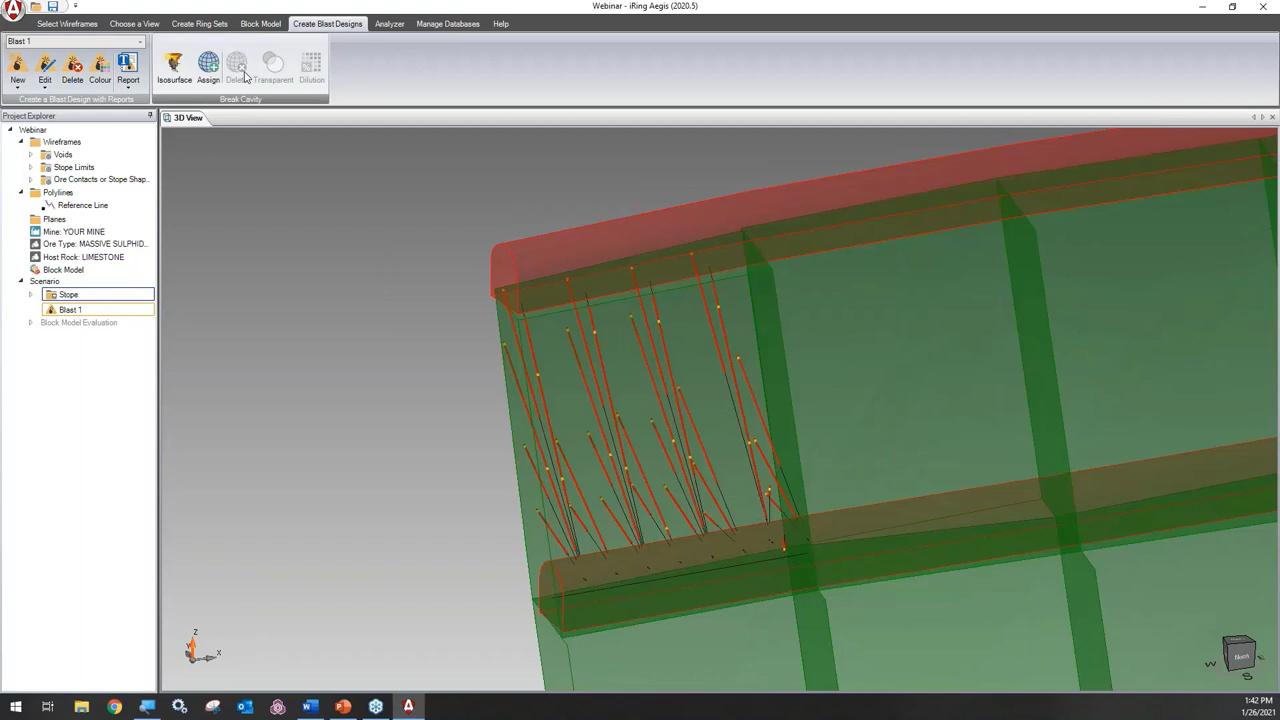 Webinar - iRing Aegis (2020.5)
Select Wireframes
Choose a View
Create Ring Sets
Block Model
Create Blast Designs
Analyzer
Manage Databases
Help
Blast 1
New
Edit
Delete
Colour
Report
Isosurface
Assign
Transparent
Dilution
Create a Blast Design with Reports
Break Cavity
Project Explorer
3D View
Webinar
Wireframes
Voids
Stope Limits
Ore Contacts or Stope Shap...
Polylines
Reference Line
Planes
Mine: YOUR MINE
Ore Type: MASSIVE SULPHID...
Host Rock: LIMESTONE
Block Model
Scenario
Stope
Blast 1
Block Model Evaluation
Z
Y
X
W
S
1:42 PM
1/26/2021